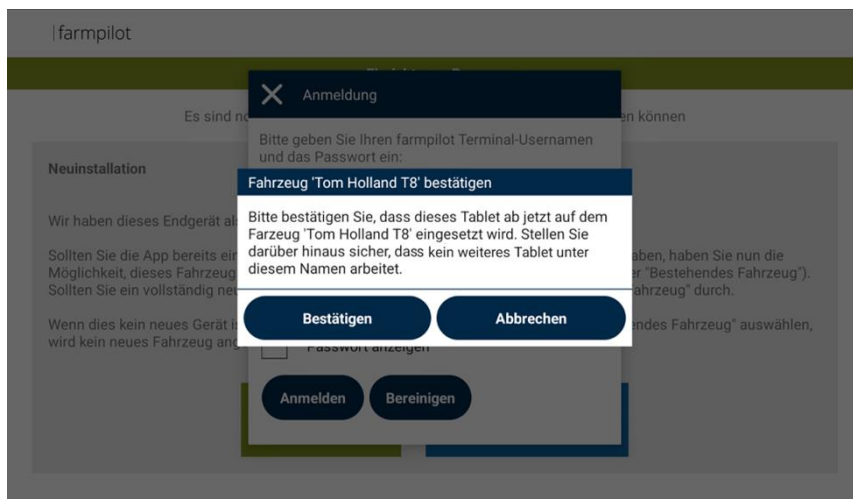 |farmpilot
Anmeldung
Es sind
en können
Bitte geben Sie Ihren farmpilot Terminal-Usernamen
und das Passwort ein:
Neuinstallation
Fahrzeug 'Tom Holland T8' bestätigen
Wir haben dieses Endgerät
Bitte bestätigen Sie, dass dieses Tablet ab jetzt auf dem
Farzeug 'Tom Holland T8' eingesetzt wird. Stellen Sie
darüber hinaus sicher, dass kein weiteres Tablet unter
diesem Namen arbeitet.
Sollten Sie die App bereits
aben, haben Sie nun die
Möglichkeit, dieses Fahrzeug
er "Bestehendes Fahrzeug").
Sollten Sie ein vollständig
ahrzeug" durch.
Bestätigen
Abbrechen
Wenn dies kein neues Gerät
endes Fahrzeug" auswählen,
wird kein neues Fahrzeug
Passwort anzeigen
Anmelden
Bereinigen